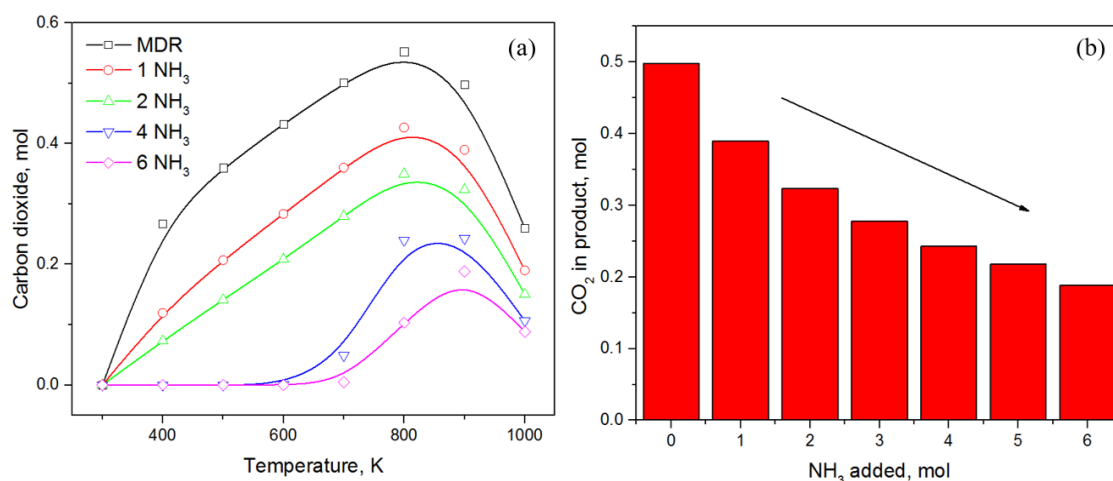 (a)
MDR
1 NH₃
2 NH₃
4 NH₃
6 NH₃
0.6
0.4
0.2
0.0
Carbon dioxide, mol
400 600 800 1000
Temperature, K
(b)
0.5
0.4
0.3
0.2
0.1
0.0
CO₂ in product, mol
0 1 2 3 4 5 6
NH₃ added, mol